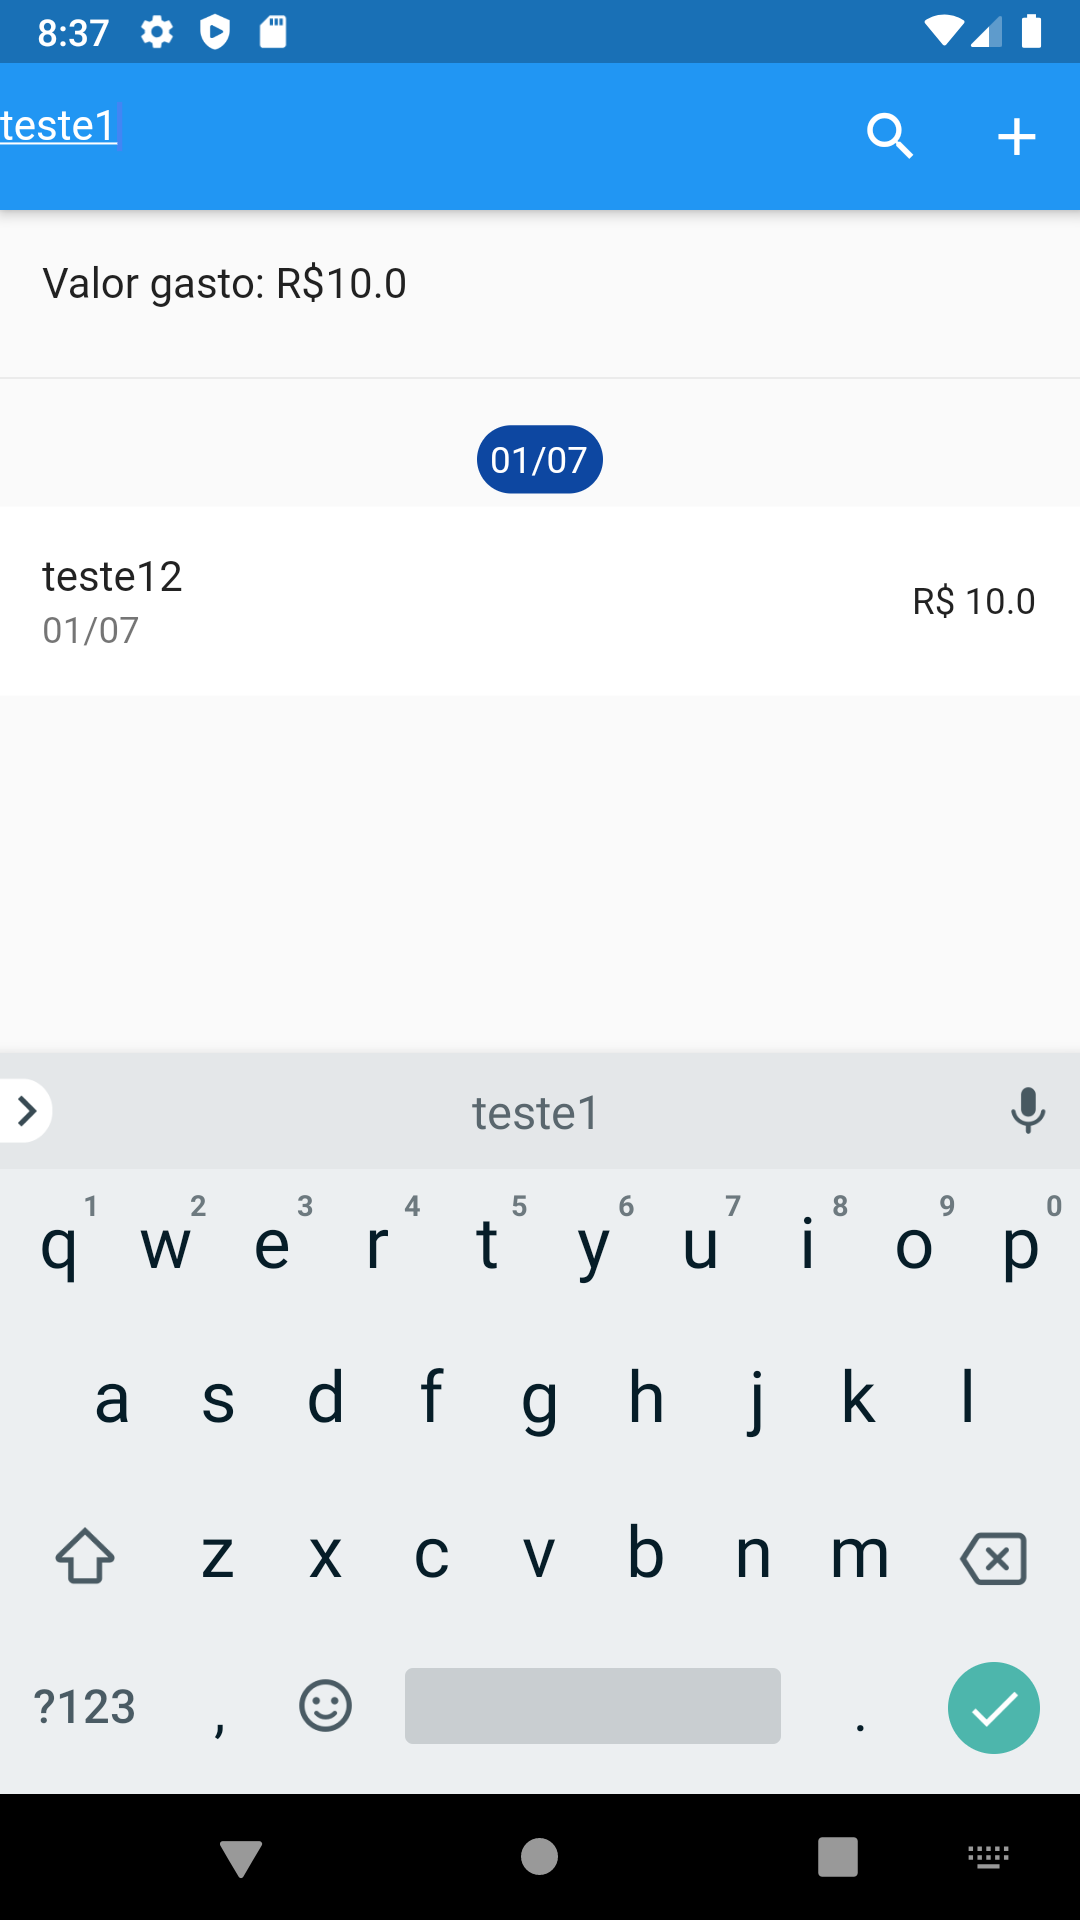 8:37
teste1
Valor gasto: R$10.0
01/07
teste12
01/07
R$ 10.0
teste1
1 2 3 4 5 6 7 8 9 0
q w e r t y u i o p
a s d f g h j k l
z x c v b n m
?123 , .